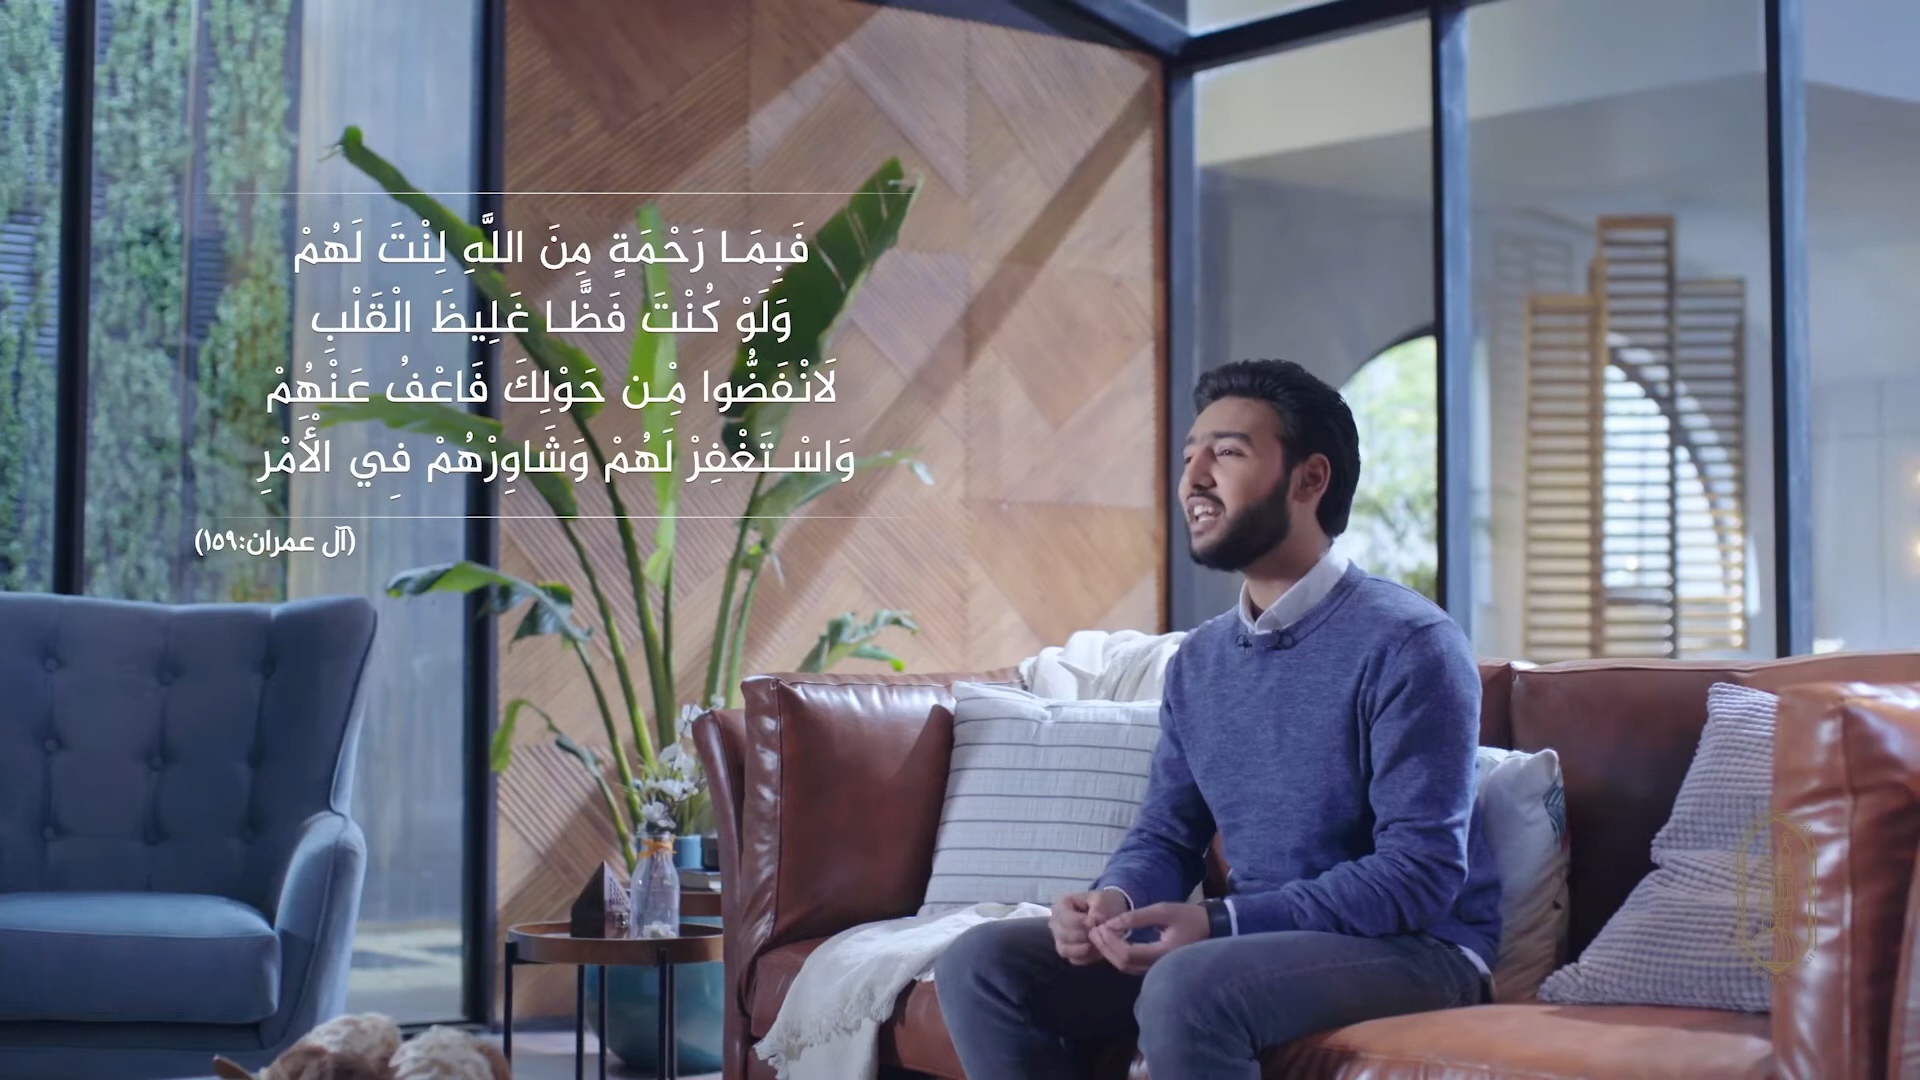 فَبِمَا رَحْمَةٍ مِنَ اللَّهِ لِنْتَ لَهُمْ
وَلَوْ كُنْتَ فَظًّا غَلِيظَ الْقَلْبِ
لَانْفَضُّوا مِْن حَوْلِكَ فَاعْفُ عَنْهُمْ
وَاسْتَغْفِرْ لَهُمْ وَشَاوِرْهُمْ فِي الْأَمْرِ
(آل عمران:١٥٩)